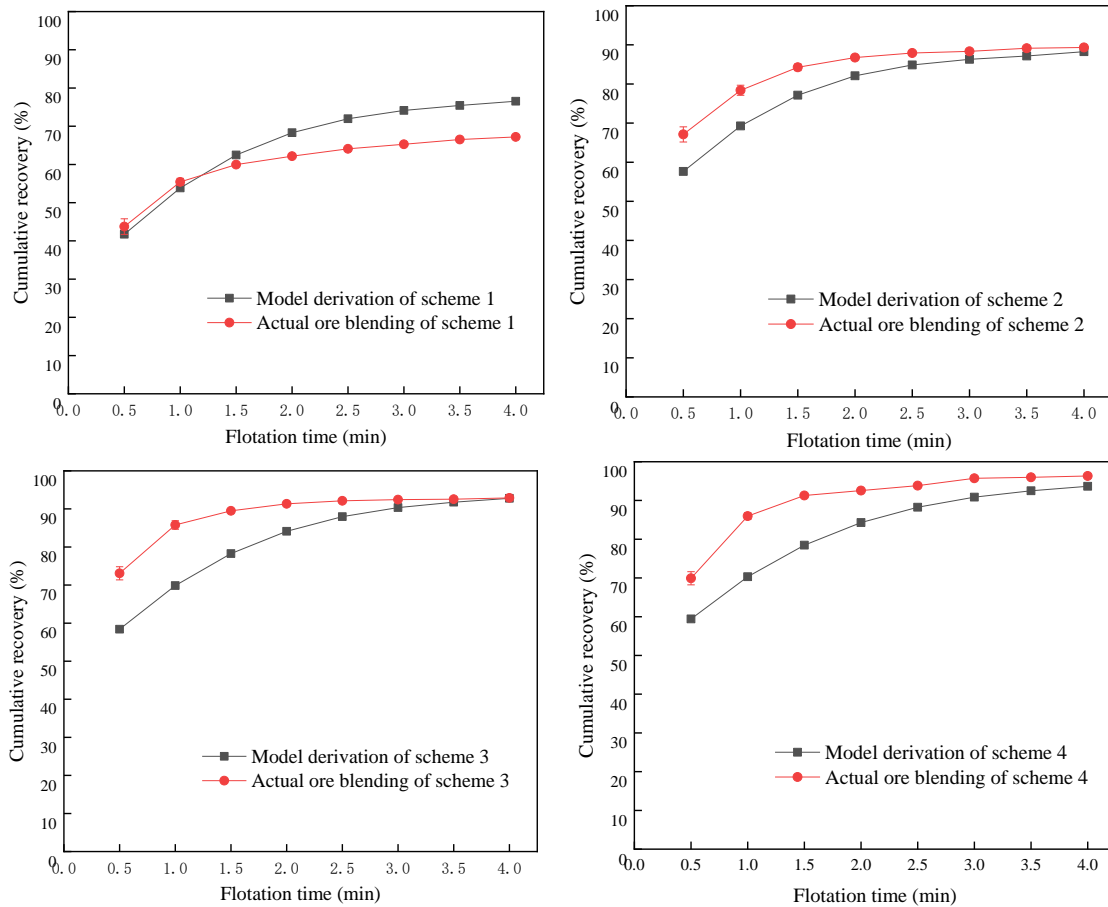 100
90
80
70
60
50
40
30
20
10
0
Cumulative recovery (%)
Model derivation of scheme 1
Actual ore blending of scheme 1
0.0 0.5 1.0 1.5 2.0 2.5 3.0 3.5 4.0
Flotation time (min)
100
90
80
70
60
50
40
30
20
10
0
Cumulative recovery (%)
Model derivation of scheme 2
Actual ore blending of scheme 2
0.0 0.5 1.0 1.5 2.0 2.5 3.0 3.5 4.0
Flotation time (min)
100
90
80
70
60
50
40
30
20
10
0
Cumulative recovery (%)
Model derivation of scheme 3
Actual ore blending of scheme 3
0.0 0.5 1.0 1.5 2.0 2.5 3.0 3.5 4.0
Flotation time (min)
100
90
80
70
60
50
40
30
20
10
0
Cumulative recovery (%)
Model derivation of scheme 4
Actual ore blending of scheme 4
0.0 0.5 1.0 1.5 2.0 2.5 3.0 3.5 4.0
Flotation time (min)